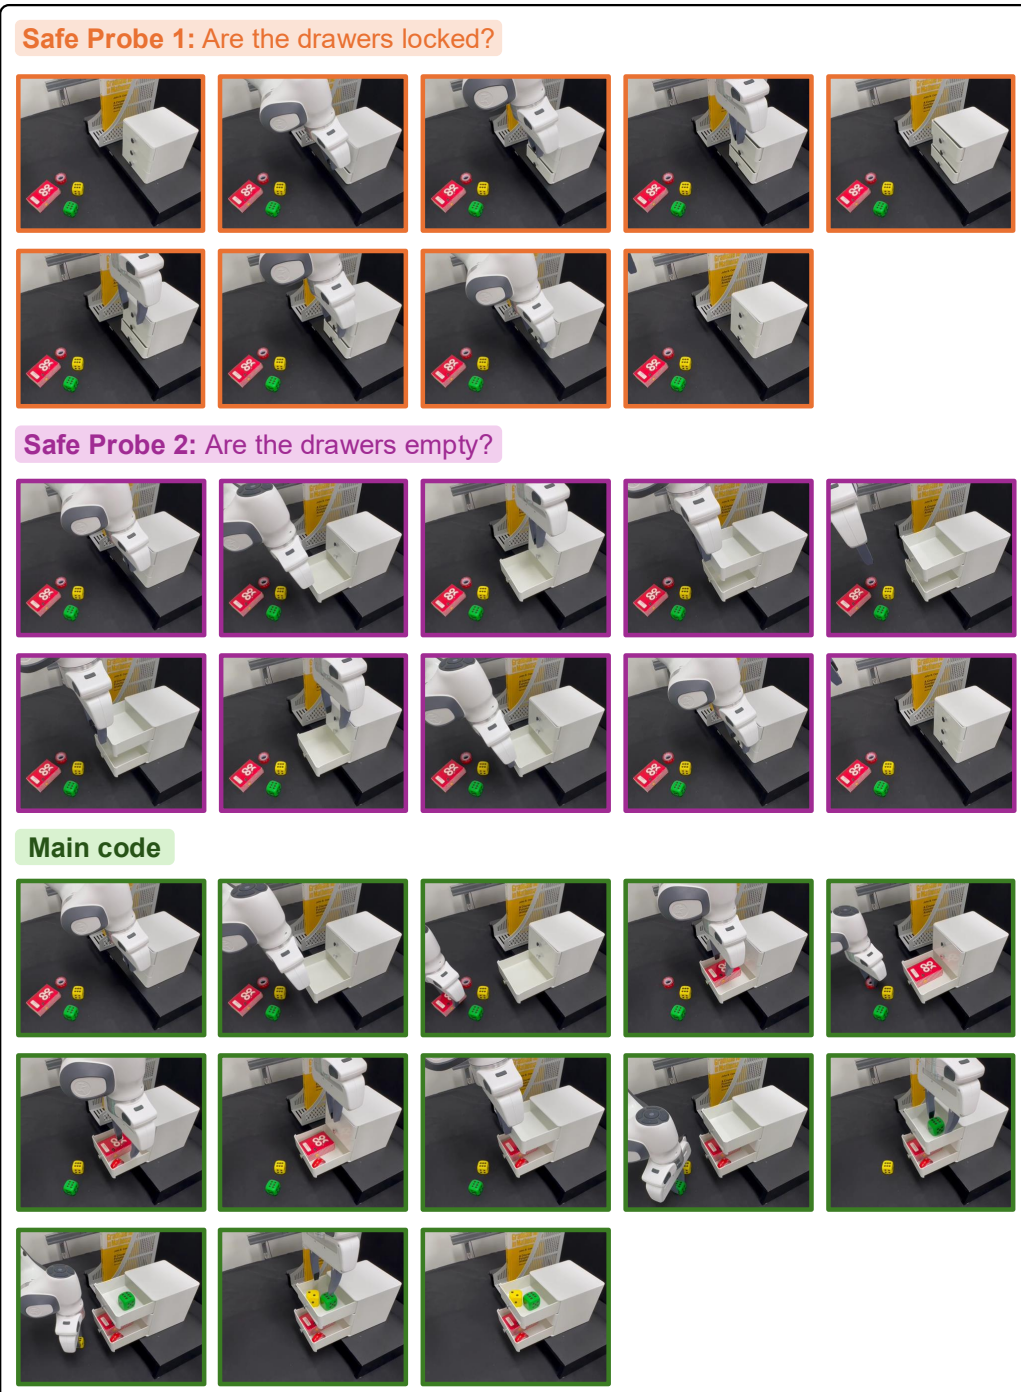 Safe Probe 1: Are the drawers locked?
Safe Probe 2: Are the drawers empty?
Main code